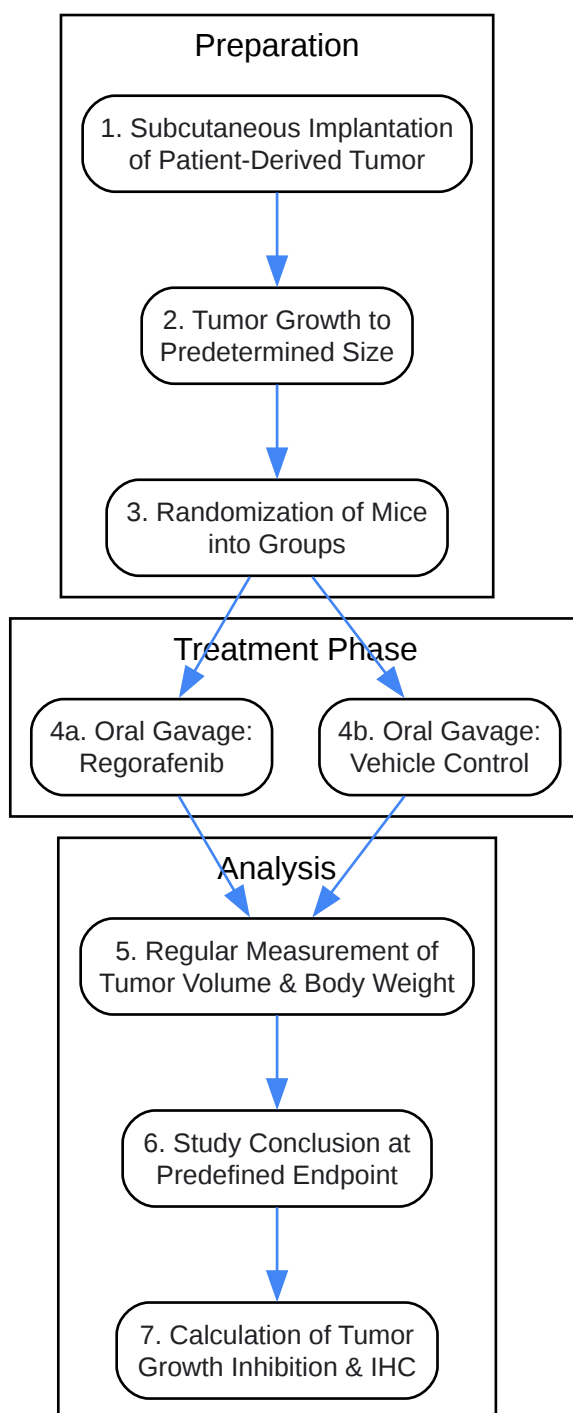 Preparation
1. Subcutaneous Implantation
of Patient-Derived Tumor
2. Tumor Growth to
Predetermined Size
3. Randomization of Mice
into Groups
Treatment Phase
4a. Oral Gavage:
Regorafenib
4b. Oral Gavage:
Vehicle Control
Analysis
5. Regular Measurement of
Tumor Volume & Body Weight
6. Study Conclusion at
Predefined Endpoint
7. Calculation of Tumor
Growth Inhibition & IHC